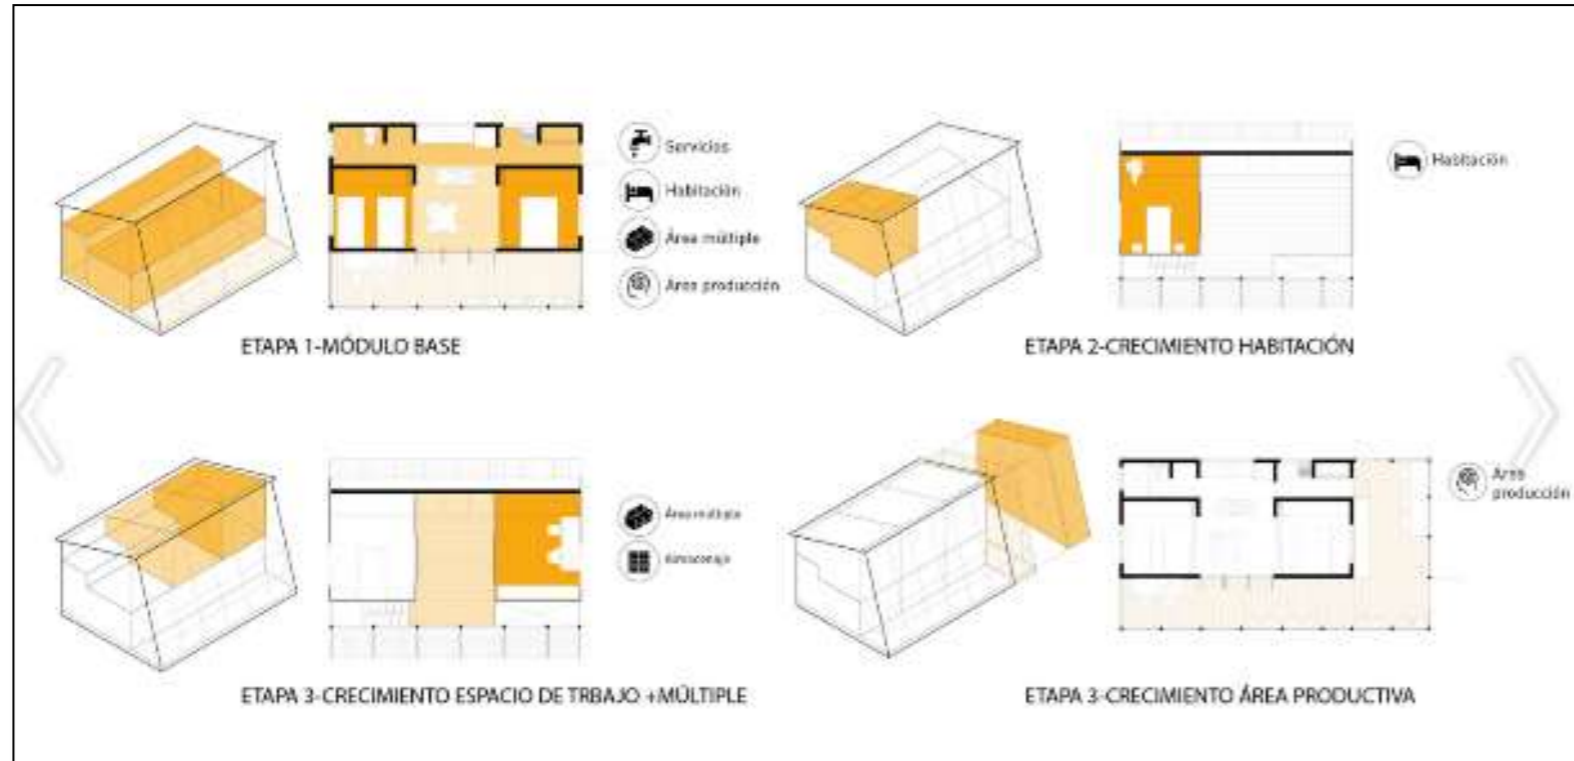 Servicios
Habitación
Área múltiple
Área producción
ETAPA 1-MÓDULO BASE
Habitación
ETAPA 2-CRECIMIENTO HABITACIÓN
Área múltiple
Almacenaje
ETAPA 3-CRECIMIENTO ESPACIO DE TRBAJO +MÚLTIPLE
Área
producción
ETAPA 3-CRECIMIENTO ÁREA PRODUCTIVA